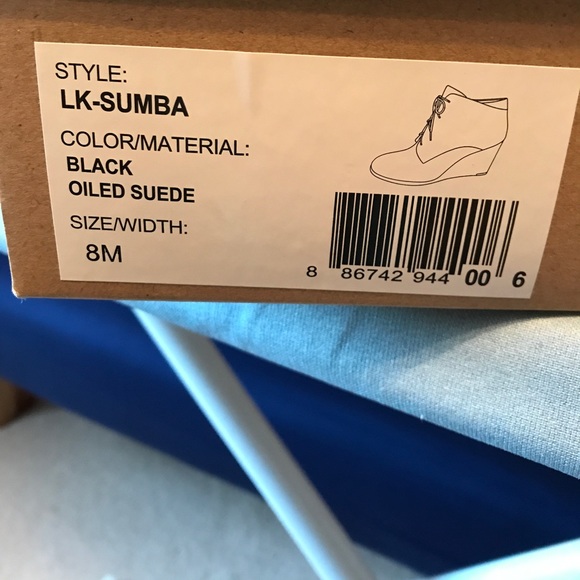 STYLE:
LK-SUMBA
COLOR/MATERIAL:
BLACK
OILED SUEDE
SIZE/WIDTH:
8M
8 86742 944 00 6